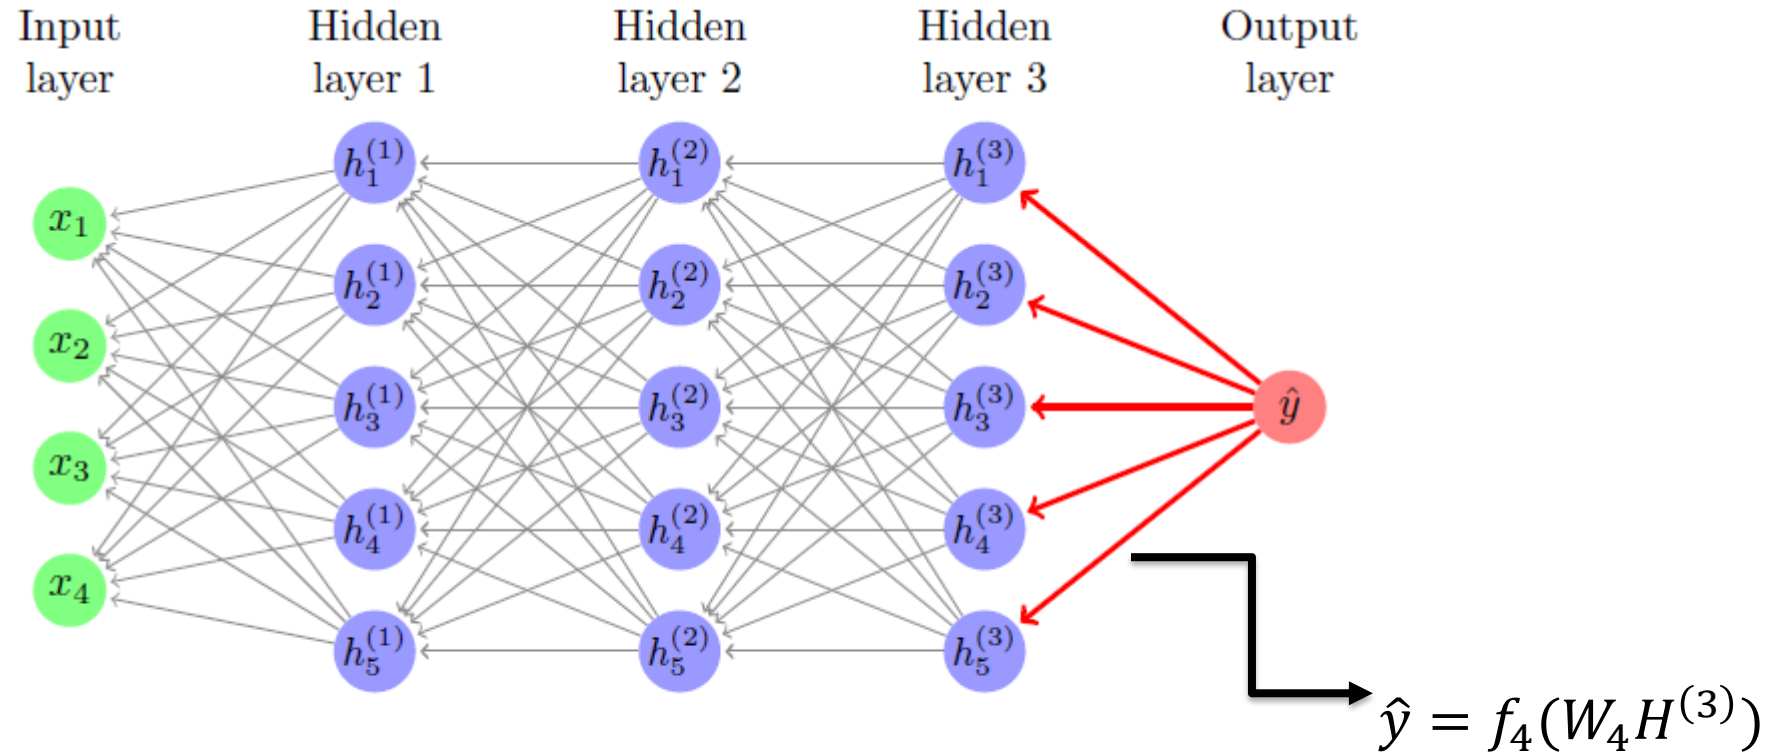 Input layer
Hidden layer 1
Hidden layer 2
Hidden layer 3
Output layer
x₁
x₂
x₃
x₄
h₁⁽¹⁾
h₂⁽¹⁾
h₃⁽¹⁾
h₄⁽¹⁾
h₅⁽¹⁾
h₁⁽²⁾
h₂⁽²⁾
h₃⁽²⁾
h₄⁽²⁾
h₅⁽²⁾
h₁⁽³⁾
h₂⁽³⁾
h₃⁽³⁾
h₄⁽³⁾
h₅⁽³⁾
ŷ
ŷ = f₄(W₄H⁽³⁾)